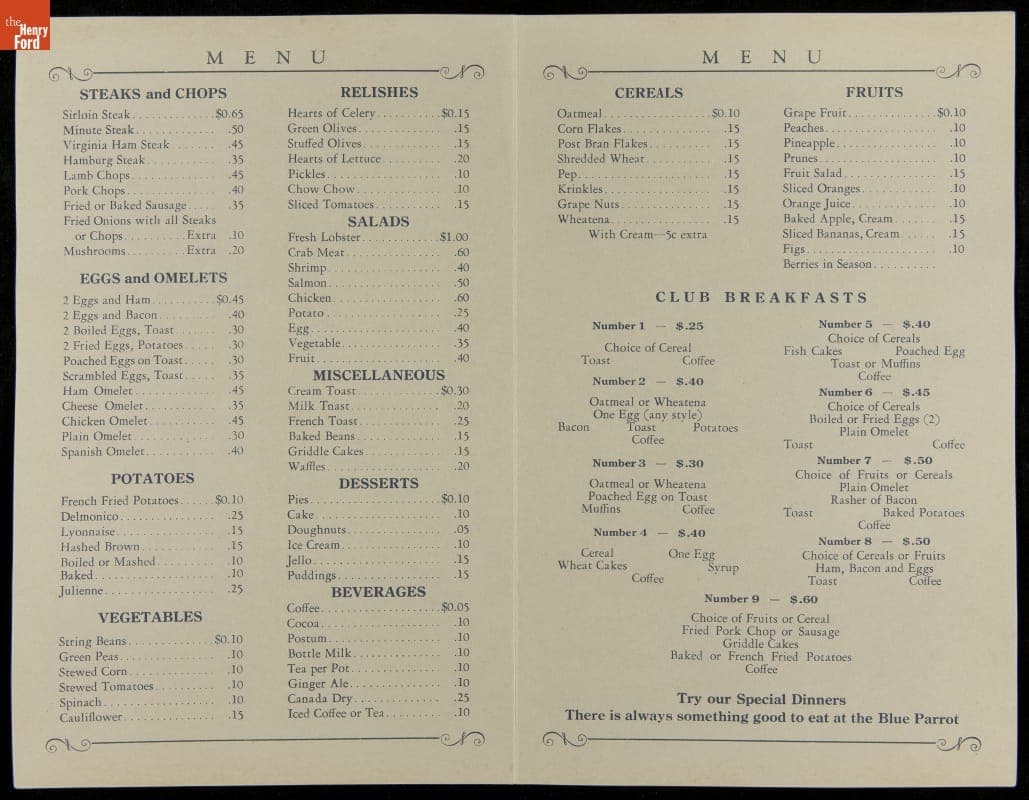 the
Henry
Ford
MENU
STEAKS and CHOPS
Sirloin Steak............$0.65
Minute Steak.............50
Virginia Ham Steak.......45
Hamburg Steak............35
Lamb Chops...............45
Pork Chops...............40
Fried or Baked Sausage....35
Fried Onions with all Steaks
or Chops..........Extra .10
Mushrooms.........Extra .20
EGGS and OMELETS
2 Eggs and Ham..........$0.45
2 Eggs and Bacon.........40
2 Boiled Eggs, Toast.....30
2 Fried Eggs, Potatoes...30
Poached Eggs on Toast....30
Scrambled Eggs, Toast....35
Ham Omelet...............45
Cheese Omelet............35
Chicken Omelet...........45
Plain Omelet.............30
Spanish Omelet...........40
POTATOES
French Fried Potatoes....$0.10
Delmonico................25
Lyonnaise................15
Hashed Brown.............15
Boiled or Mashed.........10
Baked....................10
Julienne.................25
VEGETABLES
String Beans.............$0.10
Green Peas...............10
Stewed Corn..............10
Stewed Tomatoes..........10
Spinach..................10
Cauliflower..............15
RELISHES
Hearts of Celery.........$0.15
Green Olives.............15
Stuffed Olives...........15
Hearts of Lettuce........20
Pickles..................10
Chow Chow................10
Sliced Tomatoes..........15
SALADS
Fresh Lobster............$1.00
Crab Meat................60
Shrimp...................40
Salmon...................50
Chicken..................60
Potato...................25
Egg......................40
Vegetable................35
Fruit....................40
MISCELLANEOUS
Cream Toast..............$0.30
Milk Tnast...............20
French Toast.............25
Baked Beans..............15
Griddle Cakes............15
Waffles..................20
DESSERTS
Pies.....................$0.10
Cake.....................10
Doughnuts................05
Ice Cream................10
Jello....................15
Puddings.................15
BEVERAGES
Coffee...................$0.05
Cocoa....................10
Postum...................10
Bottle Milk..............10
Tea per Pot..............10
Ginger Ale...............10
Canada Dry...............25
Iced Coffee or Tea.......10
MENU
CEREALS
Oatmeal..................$0.10
Corn Flakes..............15
Post Bran Flakes.........15
Shredded Wheat...........15
Pep......................15
Krinkles.................15
Grape Nuts...............15
Wheatena.................15
With Cream—5c extra
FRUITS
Grape Fruit..............$0.10
Peaches..................10
Pineapple................10
Prunes...................10
Fruit Salad..............15
Sliced Oranges...........10
Orange Juice.............10
Baked Apple, Cream.......15
Sliced Bananas, Cream....15
Figs.....................10
Berries in Season..........
CLUB BREAKFASTS
Number 1 — $.25
Choice of Cereal
Toast Coffee
Number 2 — $.40
Oatmeal or Wheatena
One Egg (any style)
Bacon Toast Potatoes
Coffee
Number 3 — $.30
Oatmeal or Wheatena
Poached Egg on Toast
Muffins Coffee
Number 4 — $.40
Cereal One Egg
Wheat Cakes Syrup
Coffee
Number 5 — $.40
Choice of Cereals
Fish Cakes Poached Egg
Toast or Muffins
Coffee
Number 6 — $.45
Choice of Cereals
Boiled or Fried Eggs (2)
Plain Omelet
Toast Coffee
Number 7 — $.50
Choice of Fruits or Cereals
Plain Omelet
Rasher of Bacon
Toast Baked Potatoes
Coffee
Number 8 — $.50
Choice of Cereals or Fruits
Ham, Bacon and Eggs
Toast Coffee
Number 9 — $.60
Choice of Fruits or Cereal
Fried Pork Chop or Sausage
Griddle Cakes
Baked or French Fried Potatoes
Coffee
Try our Special Dinners
There is always something good to eat at the Blue Parrot